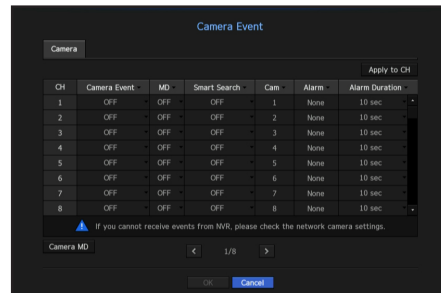 Camera Event
Camera
Apply to CH
CH Camera Event MD Smart Search Cam Alarm Alarm Duration
1 OFF OFF OFF 1 None 10 sec
2 OFF OFF OFF 2 None 10 sec
3 OFF OFF OFF 3 None 10 sec
4 OFF OFF OFF 4 None 10 sec
5 OFF OFF OFF 5 None 10 sec
6 OFF OFF OFF 6 None 10 sec
7 OFF OFF OFF 7 None 10 sec
8 OFF OFF OFF 8 None 10 sec
If you cannot receive events from NVR, please check the network camera settings.
Camera MD < 1/8 >
OK Cancel